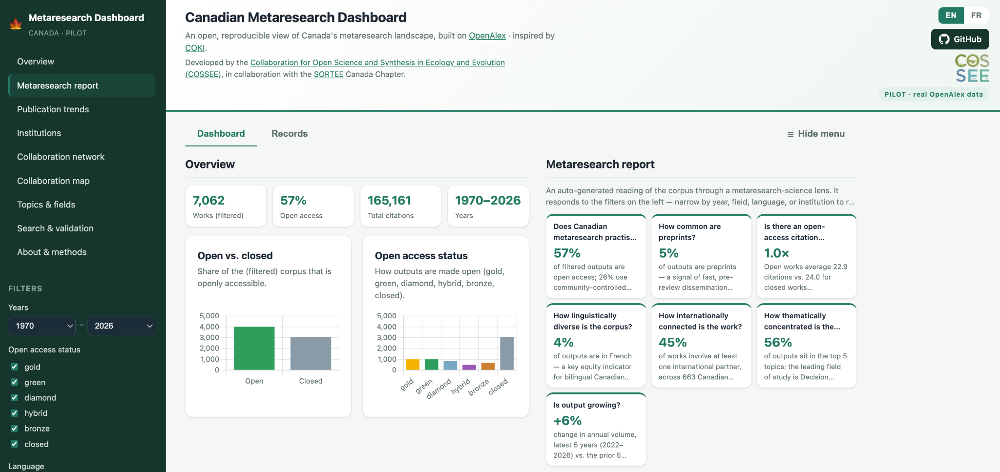 Metaresearch Dashboard
CANADA · PILOT
Overview
Metaresearch report
Publication trends
Institutions
Collaboration network
Collaboration map
Topics & fields
Search & validation
About & methods
FILTERS
Years
1970 – 2026
Open access status
gold
green
diamond
hybrid
bronze
closed
Language
Canadian Metaresearch Dashboard
An open, reproducible view of Canada's metaresearch landscape, built on OpenAlex · inspired by
COKI.
Developed by the Collaboration for Open Science and Synthesis in Ecology and Evolution
(COSSEE), in collaboration with the SORTEE Canada Chapter.
EN FR
GitHub
COS
SEE
PILOT · real OpenAlex data
Dashboard Records
≡ Hide menu
Overview
7,062
Works (filtered)
57%
Open access
165,161
Total citations
1970–2026
Years
Open vs. closed
Share of the (filtered) corpus that is
openly accessible.
5,000
4,000
3,000
2,000
1,000
0
Open Closed
Open access status
How outputs are made open (gold,
green, diamond, hybrid, bronze,
closed).
5,000
4,000
3,000
2,000
1,000
0
gold green diamond hybrid bronze closed
Metaresearch report
An auto-generated reading of the corpus through a metaresearch-science lens. It
responds to the filters on the left — narrow by year, field, language, or institution to r...
Does Canadian
metaresearch practis...
57%
of filtered outputs are
open access; 26% use
community-controlled...
How common are
preprints?
5%
of outputs are preprints
— a signal of fast, pre-
review dissemination...
Is there an open-
access citation...
1.0×
Open works average 22.9
citations vs. 24.0 for
closed works...
How linguistically
diverse is the corpus?
4%
of outputs are in French
— a key equity indicator
for bilingual Canadian...
How internationally
connected is the work?
45%
of works involve at least
one international partner,
across 663 Canadian...
How thematically
concentrated is the...
56%
of outputs sit in the top 5
topics; the leading field
of study is Decision...
Is output growing?
+6%
change in annual volume,
latest 5 years (2022–
2026) vs. the prior 5...